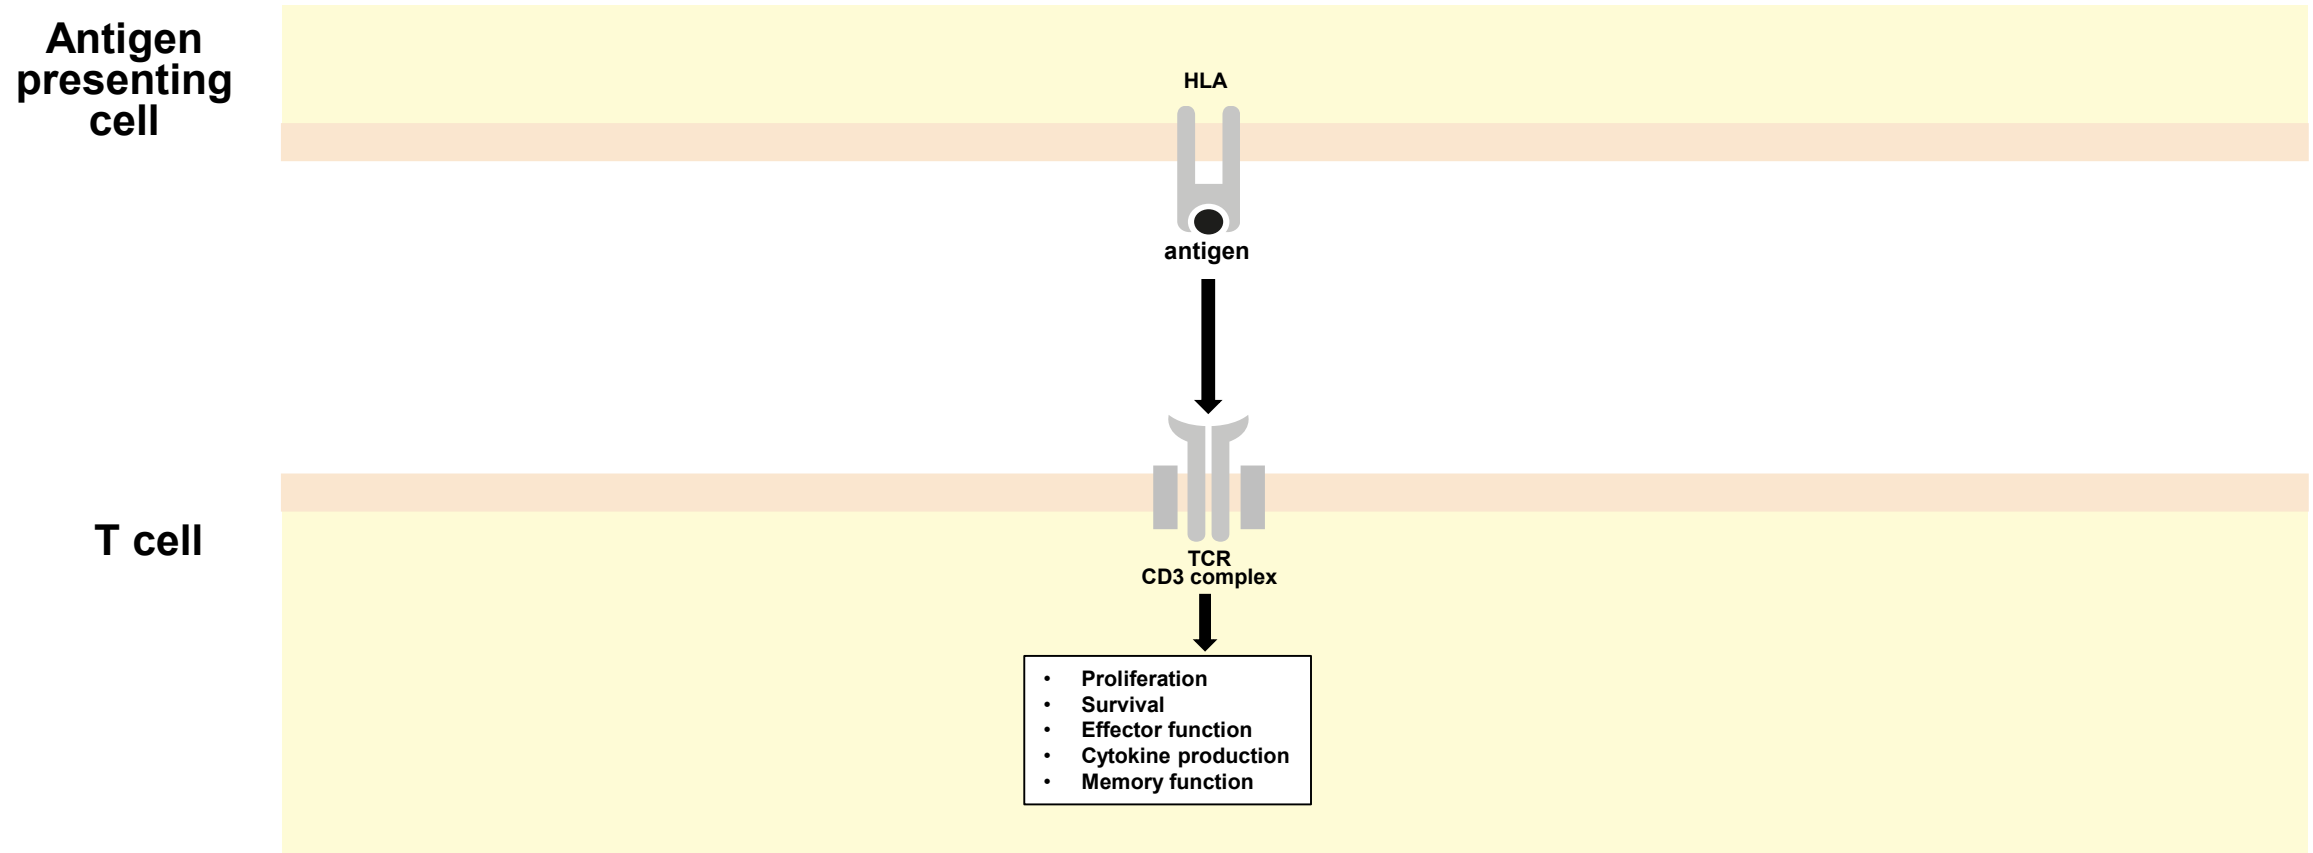 Antigen
presenting
cell
HLA
antigen
T cell
TCR
CD3 complex
• Proliferation
• Survival
• Effector function
• Cytokine production
• Memory function